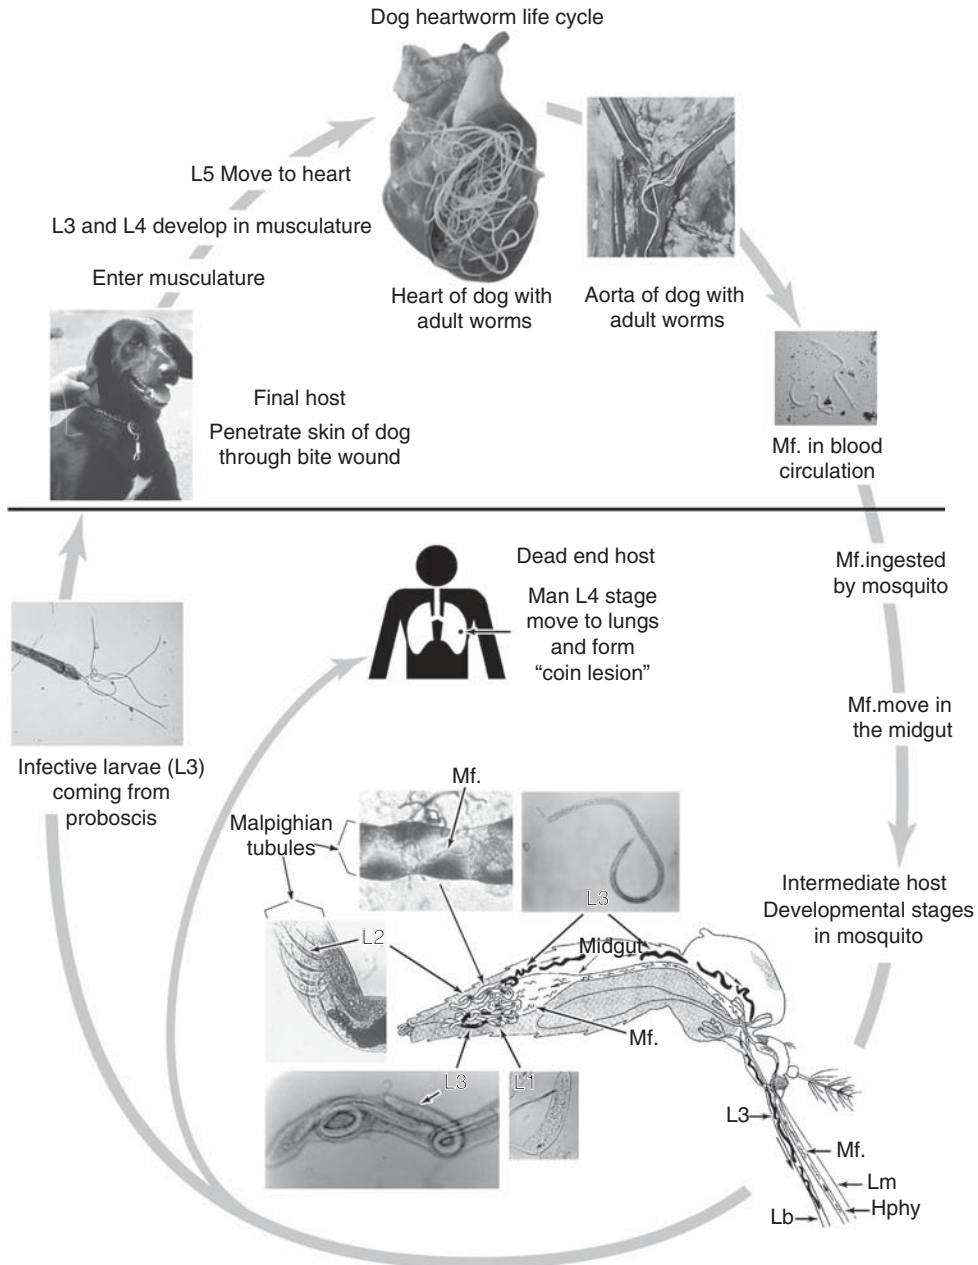 Dog heartworm life cycle
L5 Move to heart
L3 and L4 develop in musculature
Enter musculature
Heart of dog with
adult worms
Aorta of dog with
adult worms
Final host
Penetrate skin of dog
through bite wound
Mf. in blood
circulation
Mf.ingested
by mosquito
Dead end host
Man L4 stage
move to lungs
and form
“coin lesion”
Mf.move in
the midgut
Infective larvae (L3)
coming from
proboscis
Mf.
Malpighian
tubules
L3
Intermediate host
Developmental stages
in mosquito
L2
Midgut
Mf.
L3
L1
L3
Mf.
Lm
Hphy
Lb